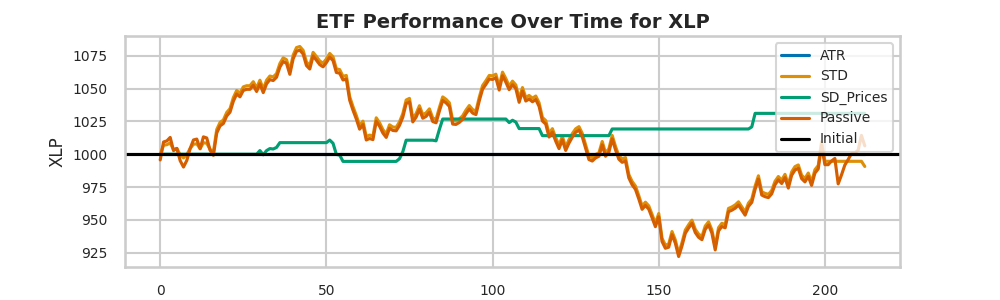 ETF Performance Over Time for XLP
XLP
1075
1050
1025
1000
975
950
925
0
50
100
150
200
ATR
STD
SD_Prices
Passive
Initial